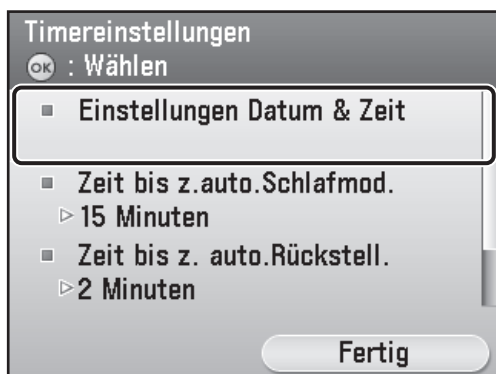 Timereinstellungen
OK : Wählen
Einstellungen Datum & Zeit
Zeit bis z.auto.Schlafmod.
15 Minuten
Zeit bis z. auto.Rückstell.
2 Minuten
Fertig